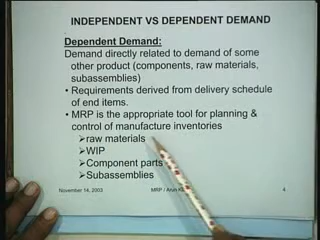 INDEPENDENT VS DEPENDENT DEMAND
Dependent Demand:
Demand directly related to demand of some
other product (components, raw materials,
subassemblies)
• Requirements derived from delivery schedule
of end items.
• MRP is the appropriate tool for planning &
control of manufacture inventories
➢raw materials
➢WIP
➢Component parts
➢Subassemblies
November 14, 2003 MRP / Arun 4